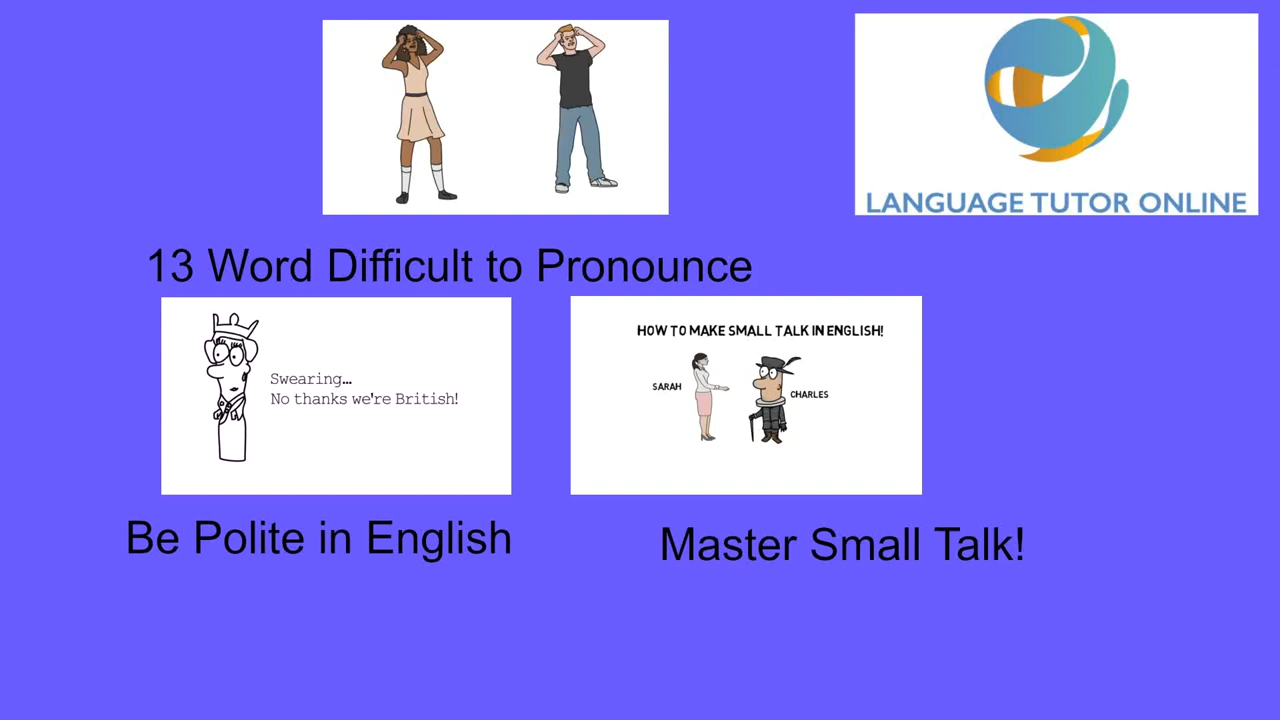 LANGUAGE TUTOR ONLINE
13 Word Difficult to Pronounce
Swearing...
No thanks we're British!
HOW TO MAKE SMALL TALK IN ENGLISH!
SARAH
CHARLES
Be Polite in English
Master Small Talk!